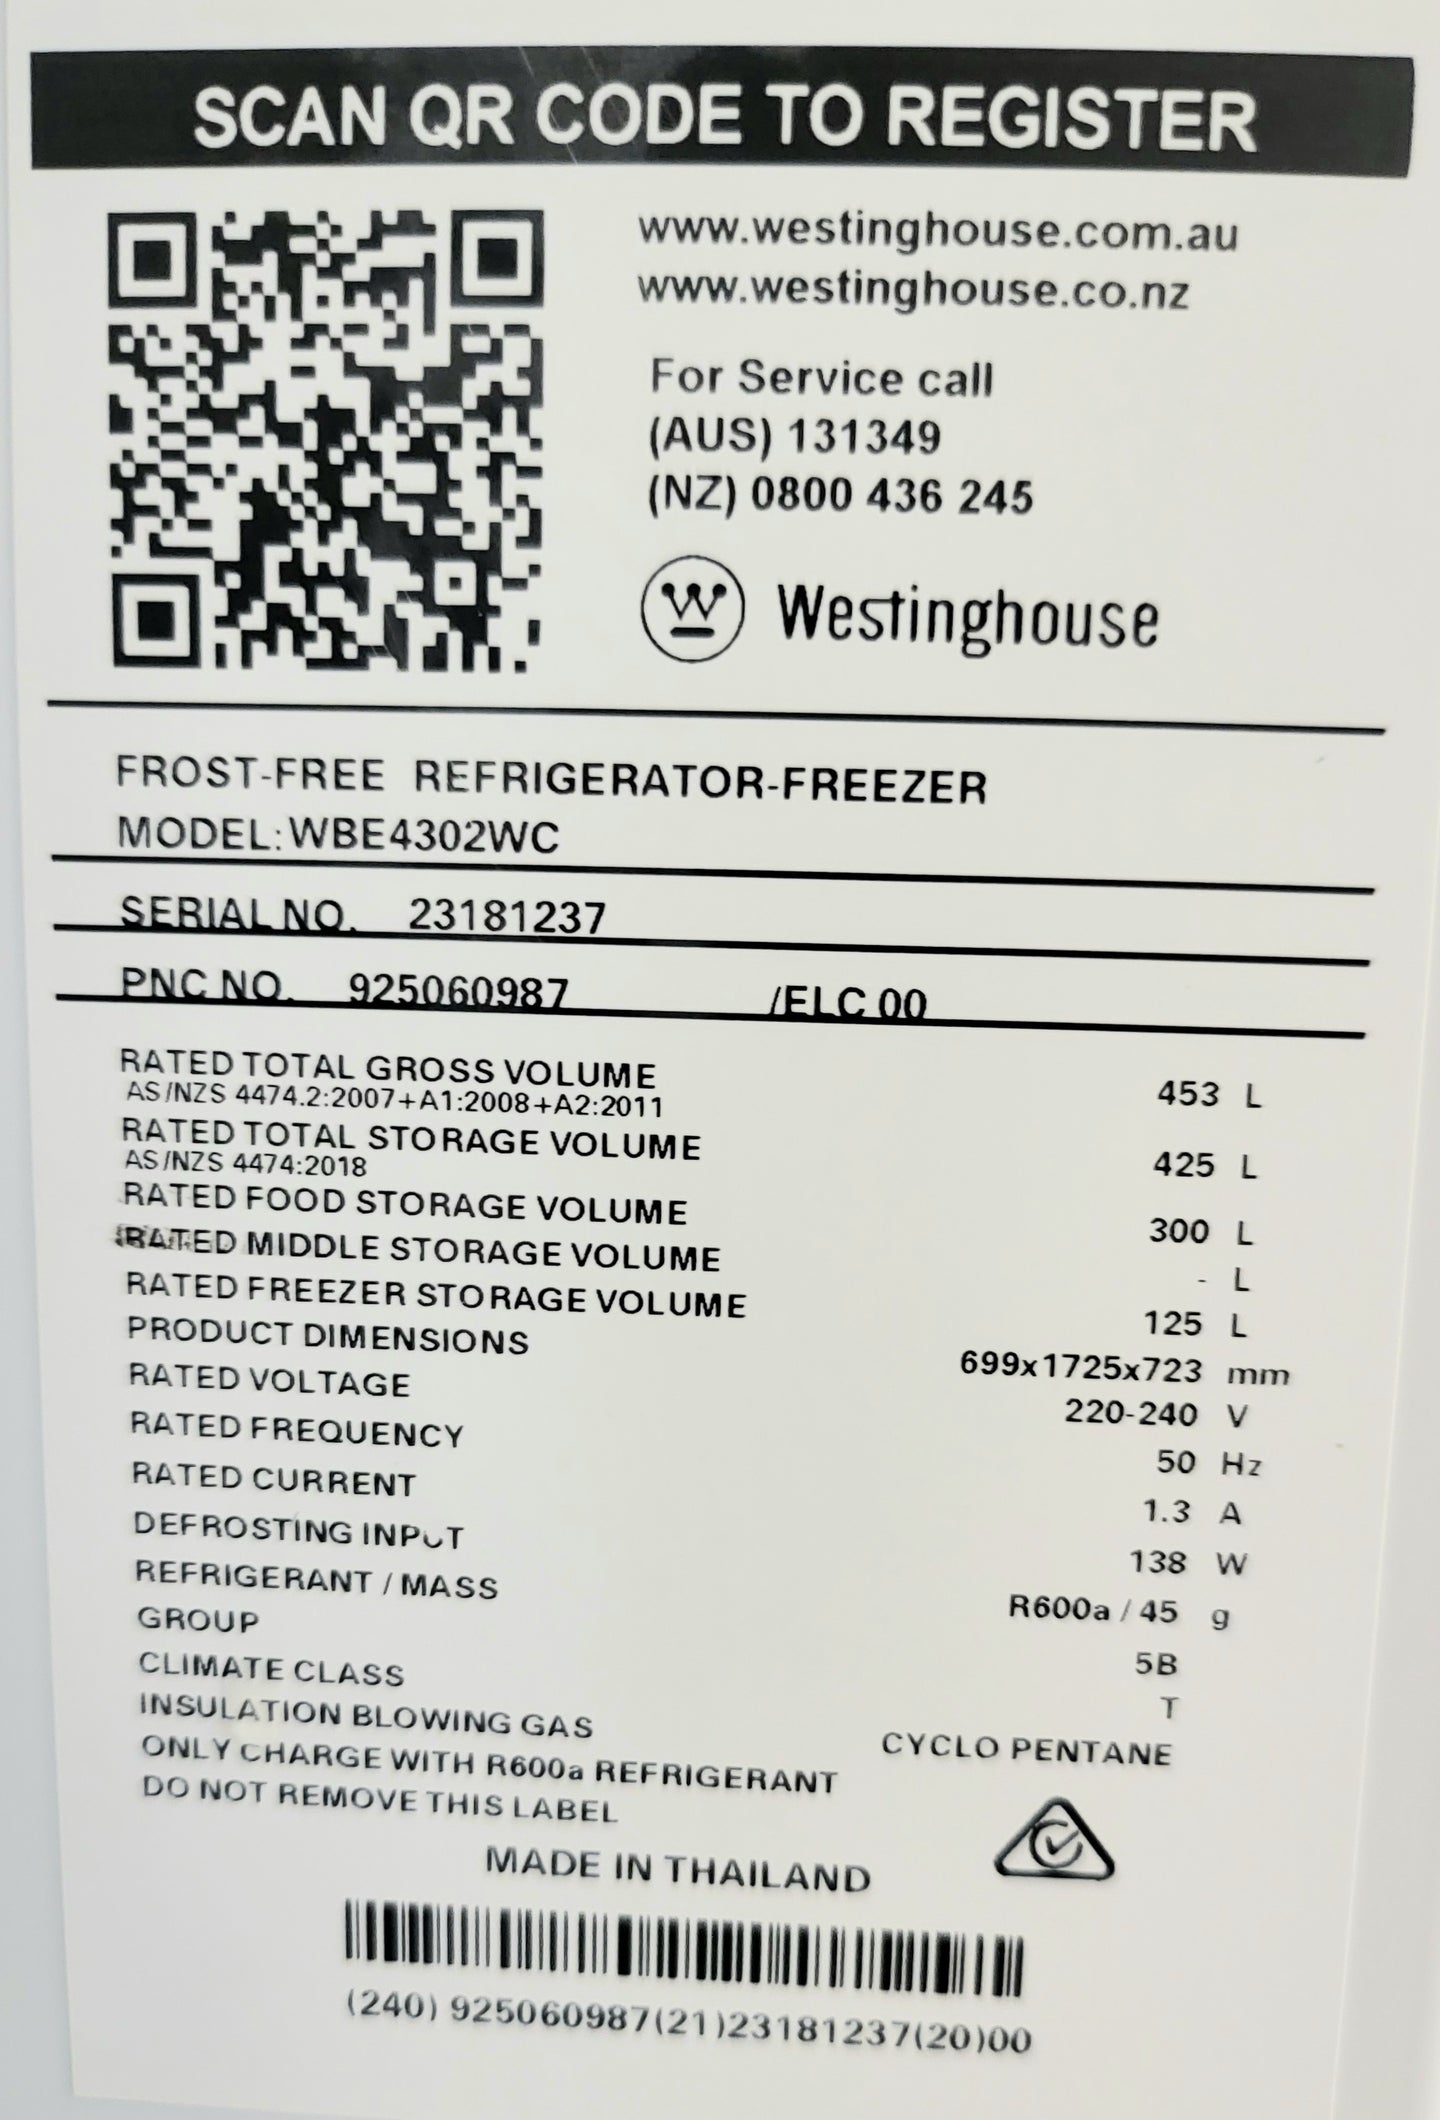 SCAN QR CODE TO REGISTER
www.westinghouse.com.au
www.westinghouse.co.nz
For Service call
(AUS) 131349
(NZ) 0800 436 245
W Westinghouse
FROST-FREE REFRIGERATOR-FREEZER
MODEL:WBE4302WC
SERIAL NO. 23181237
PNC NO. 925060987 /ELC 00
RATED TOTAL GROSS VOLUME 453 L
AS/NZS 4474.2:2007+A1:2008+A2:2011
RATED TOTAL STORAGE VOLUME 425 L
AS/NZS 4474:2018
RATED FOOD STORAGE VOLUME 300 L
RATED MIDDLE STORAGE VOLUME - L
RATED FREEZER STORAGE VOLUME 125 L
PRODUCT DIMENSIONS 699x1725x723 mm
RATED VOLTAGE 220-240 V
RATED FREQUENCY 50 Hz
RATED CURRENT 1.3 A
DEFROSTING INPUT 138 W
REFRIGERANT / MASS R600a / 45 g
GROUP 5B
CLIMATE CLASS T
INSULATION BLOWING GAS CYCLO PENTANE
ONLY CHARGE WITH R600a REFRIGERANT
DO NOT REMOVE THIS LABEL
MADE IN THAILAND
(240) 925060987(21)23181237(20)00